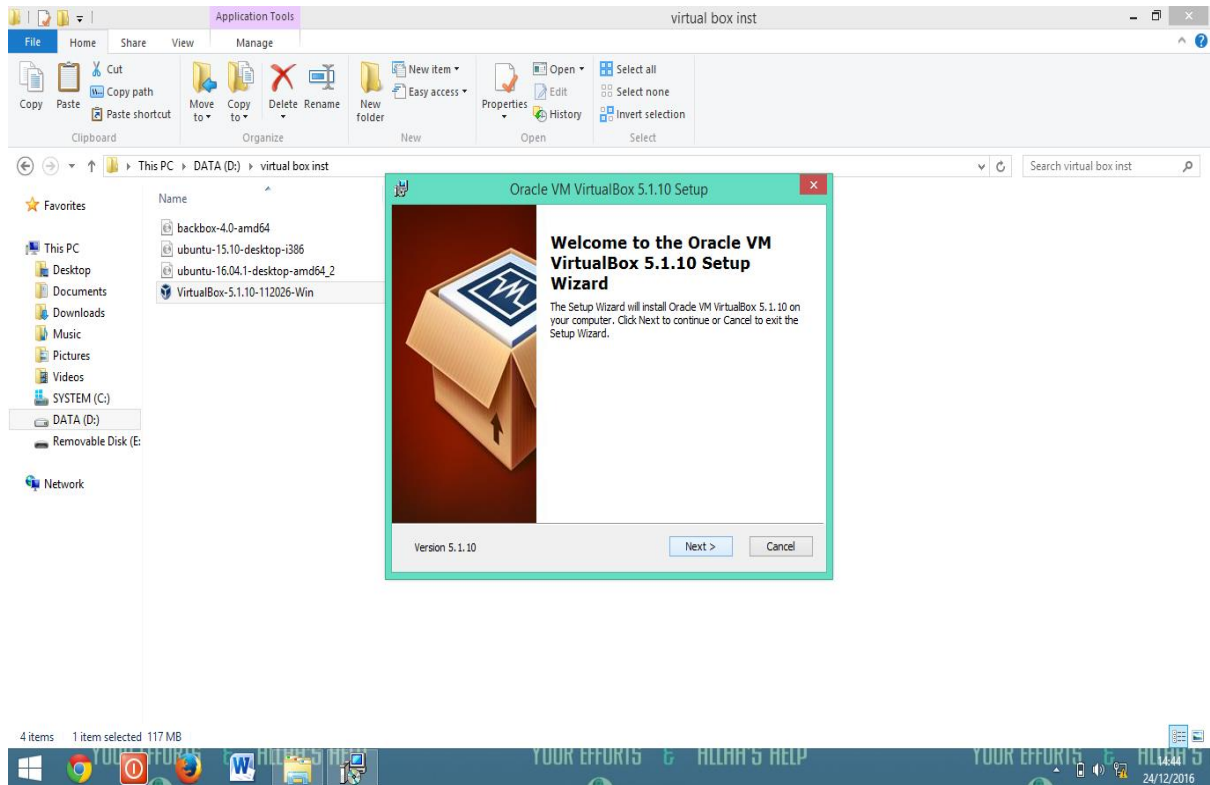 Application Tools
virtual box inst
File Home Share View Manage
Copy
Paste
Cut
Copy path
Paste shortcut
Clipboard
Move to
Copy to
Delete
Rename
Organize
New folder
New item
Easy access
New
Properties
Open
Edit
History
Open
Select all
Select none
Invert selection
Select
This PC DATA (D:) virtual box inst
Search virtual box inst
Favorites
This PC
Desktop
Documents
Downloads
Music
Pictures
Videos
SYSTEM (C:)
DATA (D:)
Removable Disk (E:
Network
Name
backbox-4.0-amd64
ubuntu-15.10-desktop-i386
ubuntu-16.04.1-desktop-amd64_2
VirtualBox-5.1.10-112026-Win
Oracle VM VirtualBox 5.1.10 Setup
Welcome to the Oracle VM
VirtualBox 5.1.10 Setup
Wizard
The Setup Wizard will install Oracle VM VirtualBox 5.1.10 on
your computer. Click Next to continue or Cancel to exit the
Setup Wizard.
Version 5.1.10
Next >
Cancel
4 items 1 item selected 117 MB
YOUR EFFORTS & ALLAH'S HELP
YOUR EFFORTS &
14:44
24/12/2016